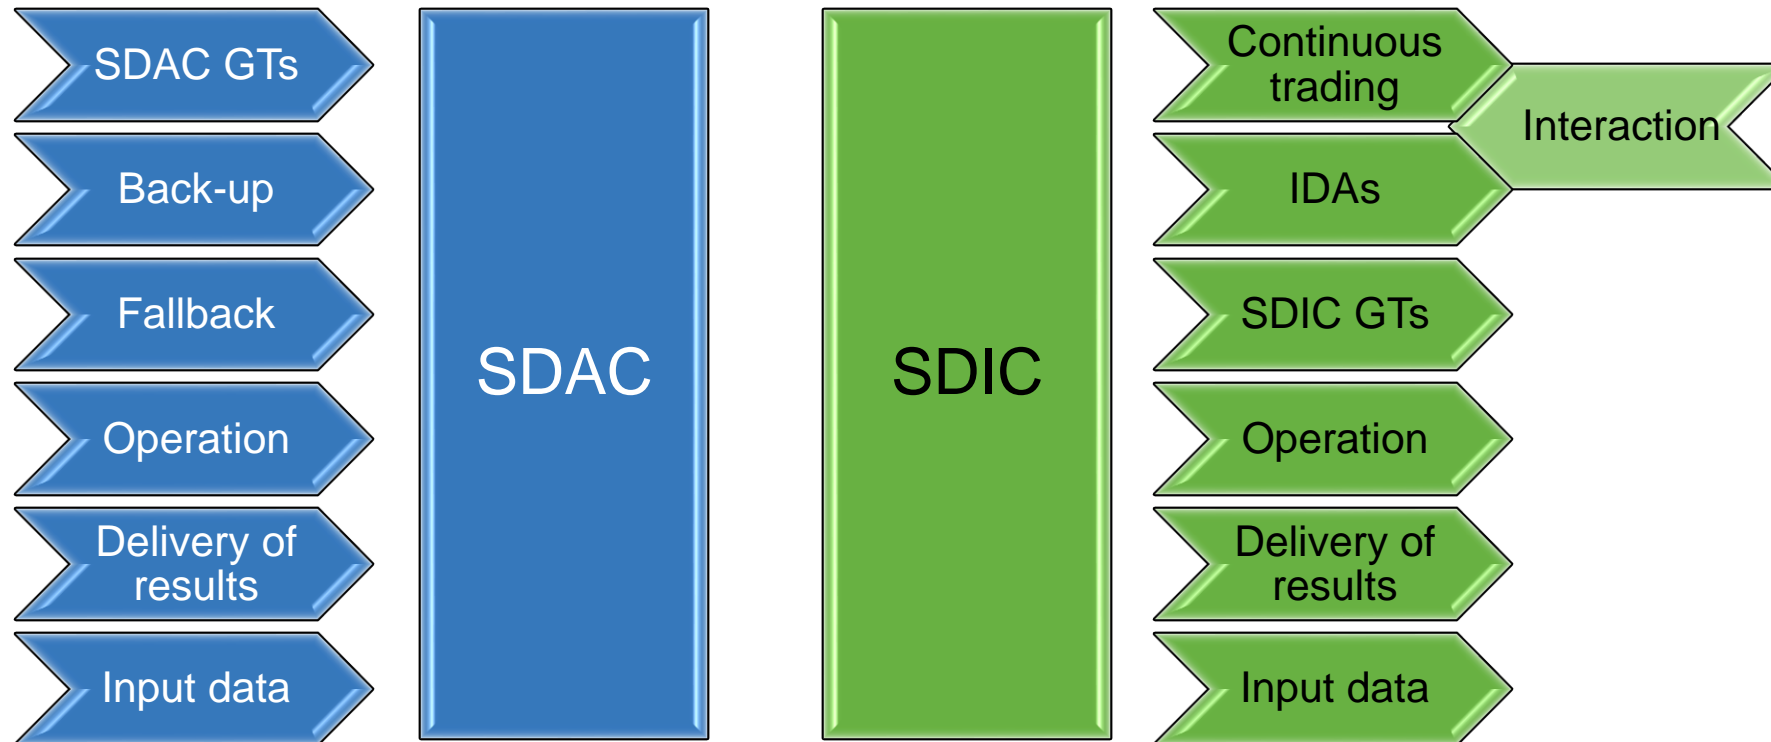 SDAC GTs
Back-up
Fallback
Operation
Delivery of
results
Input data
SDAC
SDIC
Continuous
trading
IDAs
SDIC GTs
Operation
Delivery of
results
Input data
Interaction